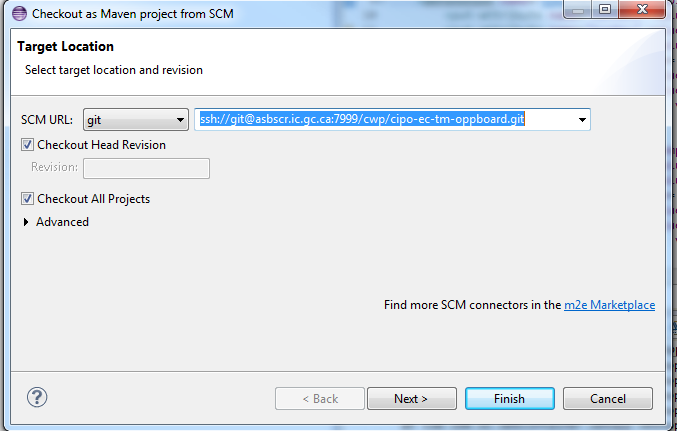 Checkout as Maven project from SCM
Target Location
Select target location and revision
SCM URL: git ssh://git@asbscr.ic.gc.ca:7999/cwp/cipo-ec-tm-oppboard.git
Checkout Head Revision
Revision:
Checkout All Projects
Advanced
Find more SCM connectors in the m2e Marketplace
? < Back Next > Finish Cancel